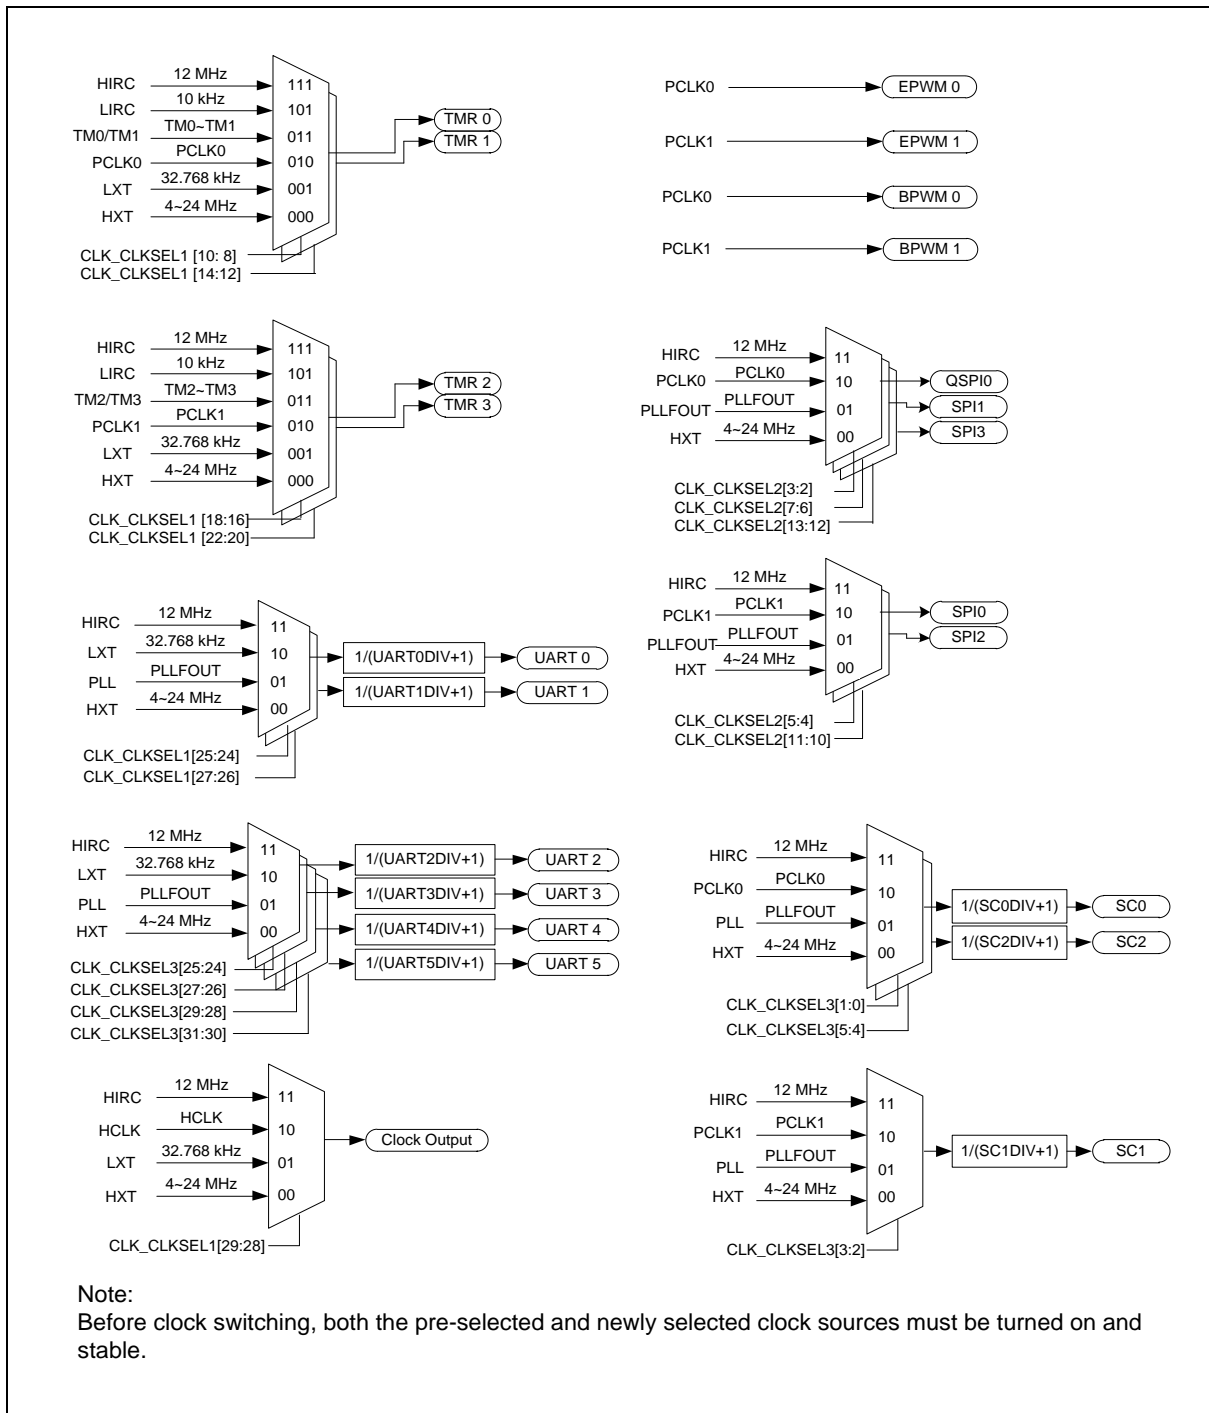 HIRC 12 MHz 111
LIRC 10 kHz 101
TM0/TM1 TM0~TM1 011
PCLK0 PCLK0 010
LXT 32.768 kHz 001
HXT 4~24 MHz 000
TMR 0
TMR 1
CLK_CLKSEL1 [10: 8]
CLK_CLKSEL1 [14:12]
PCLK0 EPWM 0
PCLK1 EPWM 1
PCLK0 BPWM 0
PCLK1 BPWM 1
HIRC 12 MHz 111
LIRC 10 kHz 101
TM2/TM3 TM2~TM3 011
PCLK1 PCLK1 010
LXT 32.768 kHz 001
HXT 4~24 MHz 000
TMR 2
TMR 3
CLK_CLKSEL1 [18:16]
CLK_CLKSEL1 [22:20]
HIRC 12 MHz 11
PCLK0 PCLK0 10
PLLFOUT PLLFOUT 01
HXT 4~24 MHz 00
QSPI0
SPI1
SPI3
CLK_CLKSEL2[3:2]
CLK_CLKSEL2[7:6]
CLK_CLKSEL2[13:12]
HIRC 12 MHz 11
LXT 32.768 kHz 10
PLL PLLFOUT 01
HXT 4~24 MHz 00
1/(UART0DIV+1) UART 0
1/(UART1DIV+1) UART 1
CLK_CLKSEL1[25:24]
CLK_CLKSEL1[27:26]
HIRC 12 MHz 11
PCLK1 PCLK1 10
PLLFOUT PLLFOUT 01
HXT 4~24 MHz 00
SPI0
SPI2
CLK_CLKSEL2[5:4]
CLK_CLKSEL2[11:10]
HIRC 12 MHz 11
LXT 32.768 kHz 10
PLL PLLFOUT 01
HXT 4~24 MHz 00
1/(UART2DIV+1) UART 2
1/(UART3DIV+1) UART 3
1/(UART4DIV+1) UART 4
1/(UART5DIV+1) UART 5
CLK_CLKSEL3[25:24]
CLK_CLKSEL3[27:26]
CLK_CLKSEL3[29:28]
CLK_CLKSEL3[31:30]
HIRC 12 MHz 11
PCLK0 PCLK0 10
PLL PLLFOUT 01
HXT 4~24 MHz 00
1/(SC0DIV+1) SC0
1/(SC2DIV+1) SC2
CLK_CLKSEL3[1:0]
CLK_CLKSEL3[5:4]
HIRC 12 MHz 11
HCLK HCLK 10
LXT 32.768 kHz 01
HXT 4~24 MHz 00
Clock Output
CLK_CLKSEL1[29:28]
HIRC 12 MHz 11
PCLK1 PCLK1 10
PLL PLLFOUT 01
HXT 4~24 MHz 00
1/(SC1DIV+1) SC1
CLK_CLKSEL3[3:2]
Note:
Before clock switching, both the pre-selected and newly selected clock sources must be turned on and
stable.